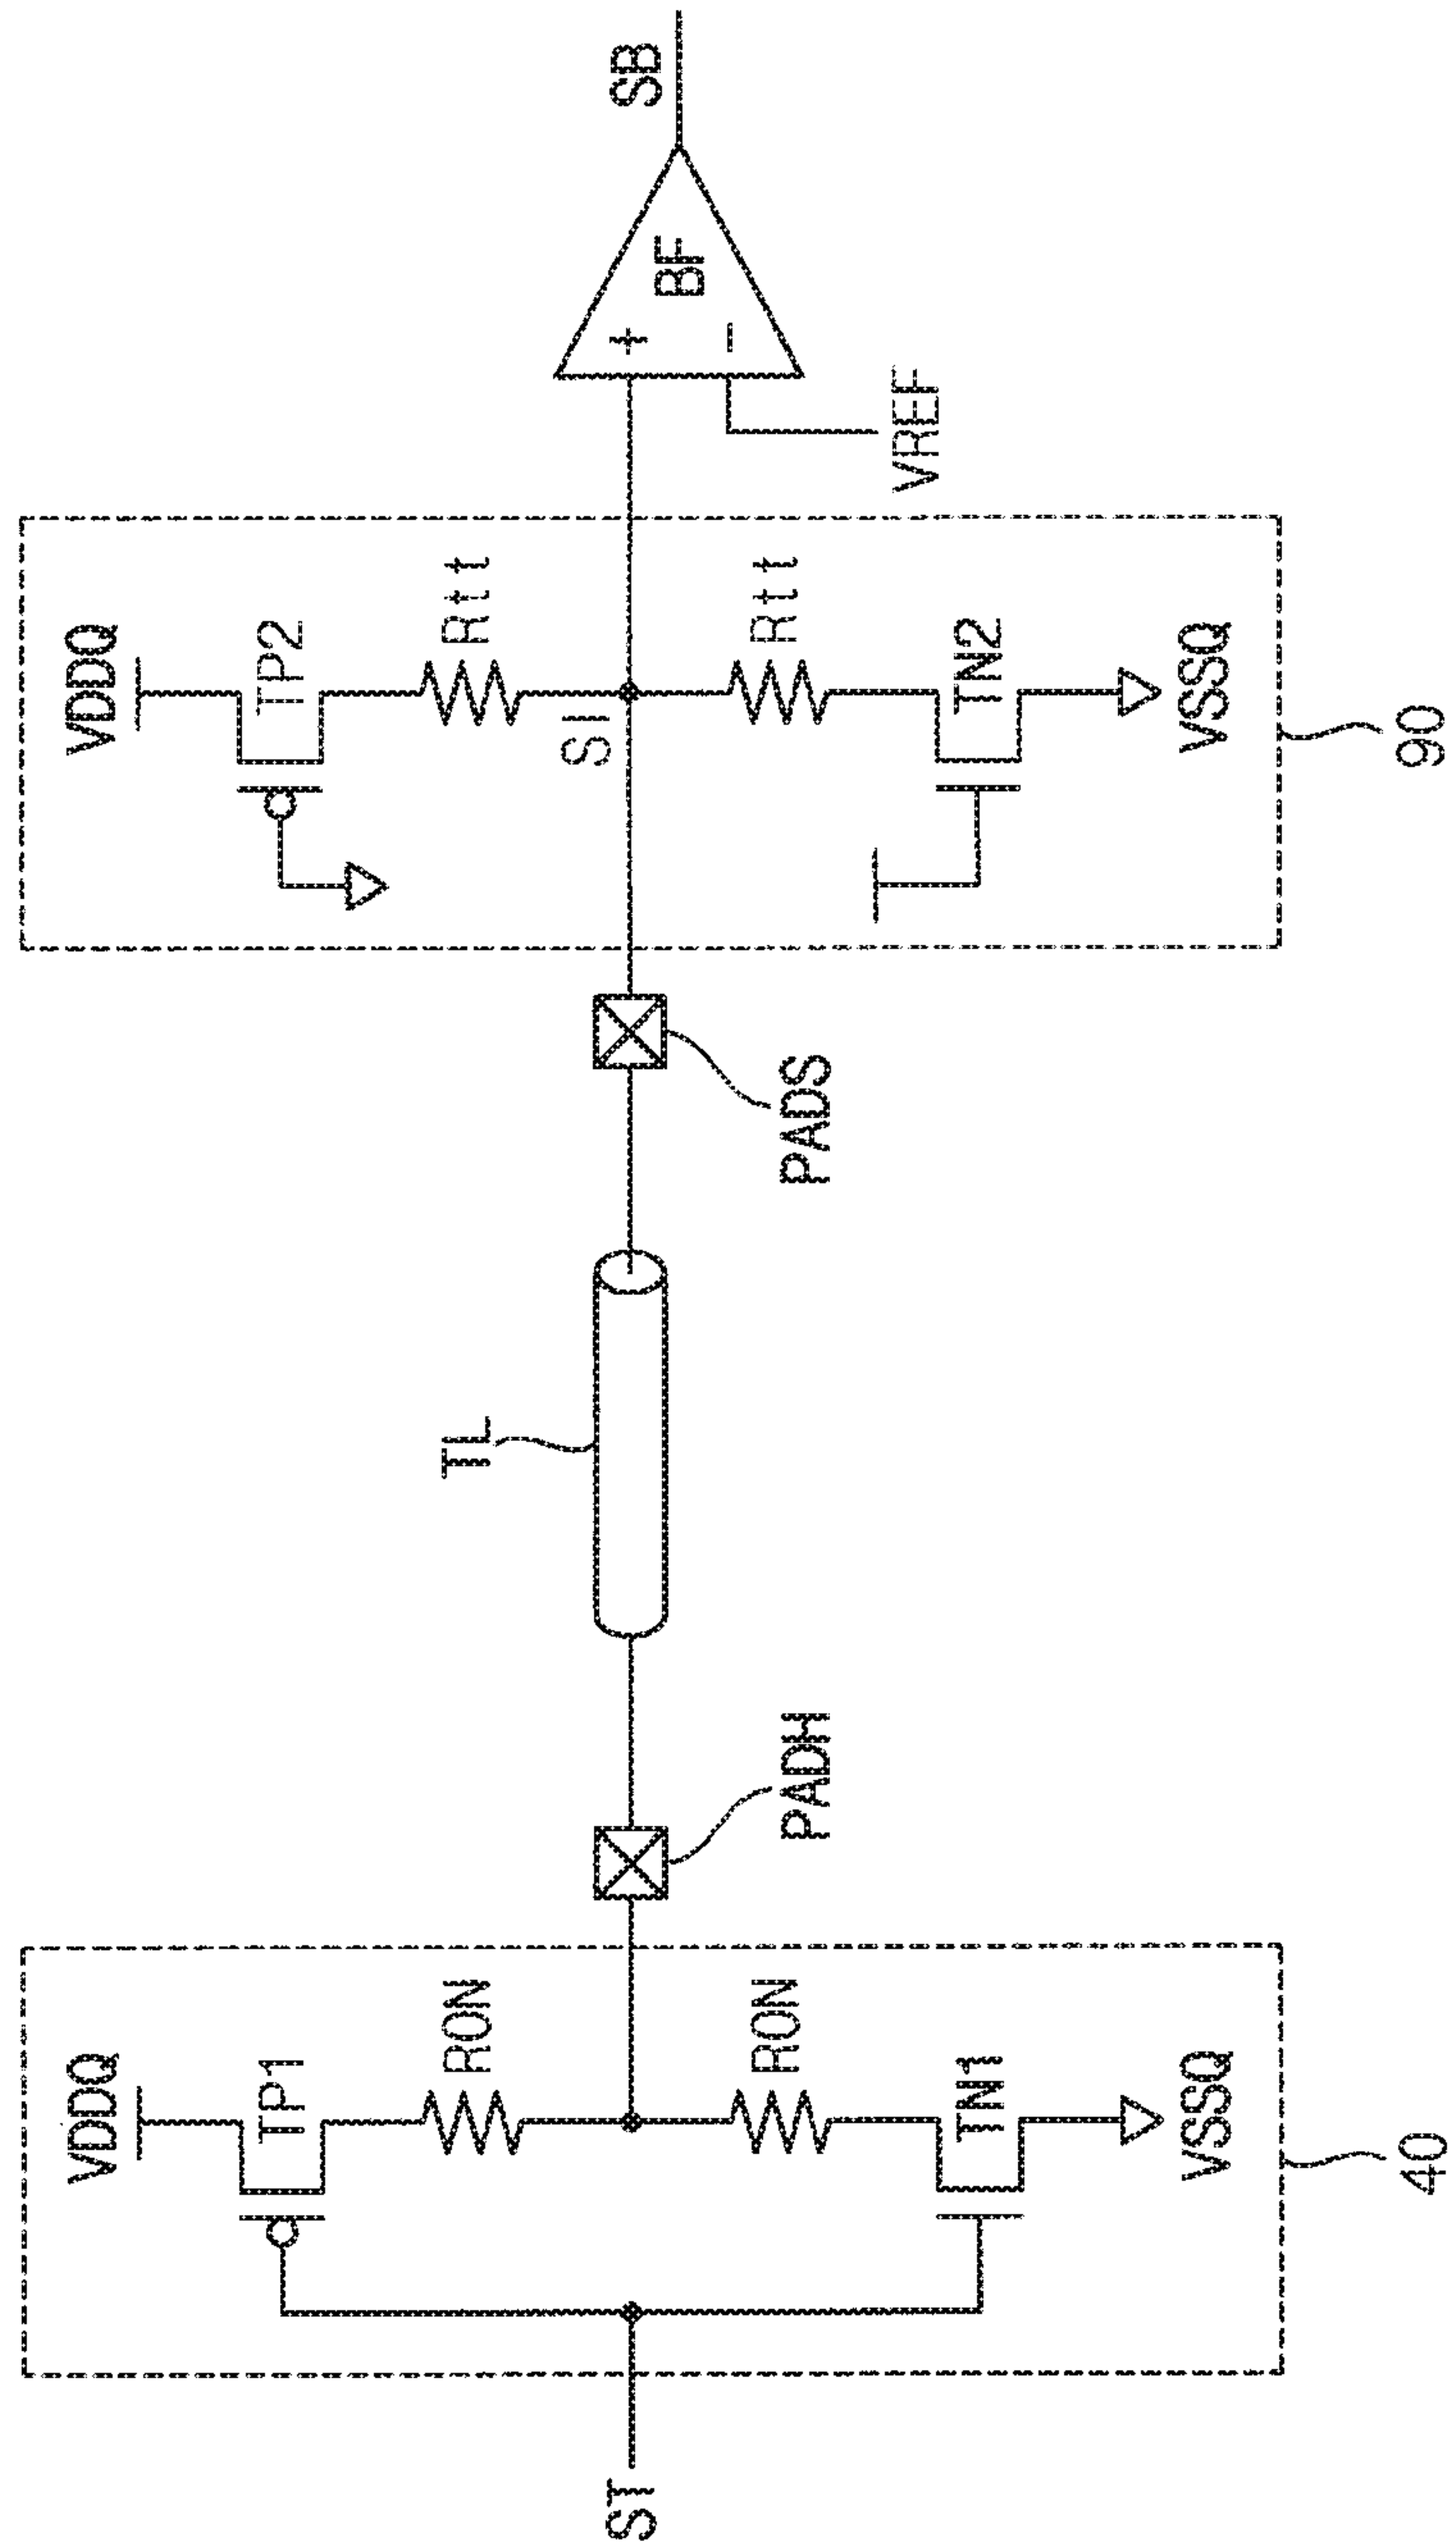 VDDQ
TP1
RON
RON
TN1
VSSQ
ST
40
PADH
TL
PADS
VDDQ
TP2
Rtt
SI
Rtt
TN2
VSSQ
90
+
BF
-
VREF
SB